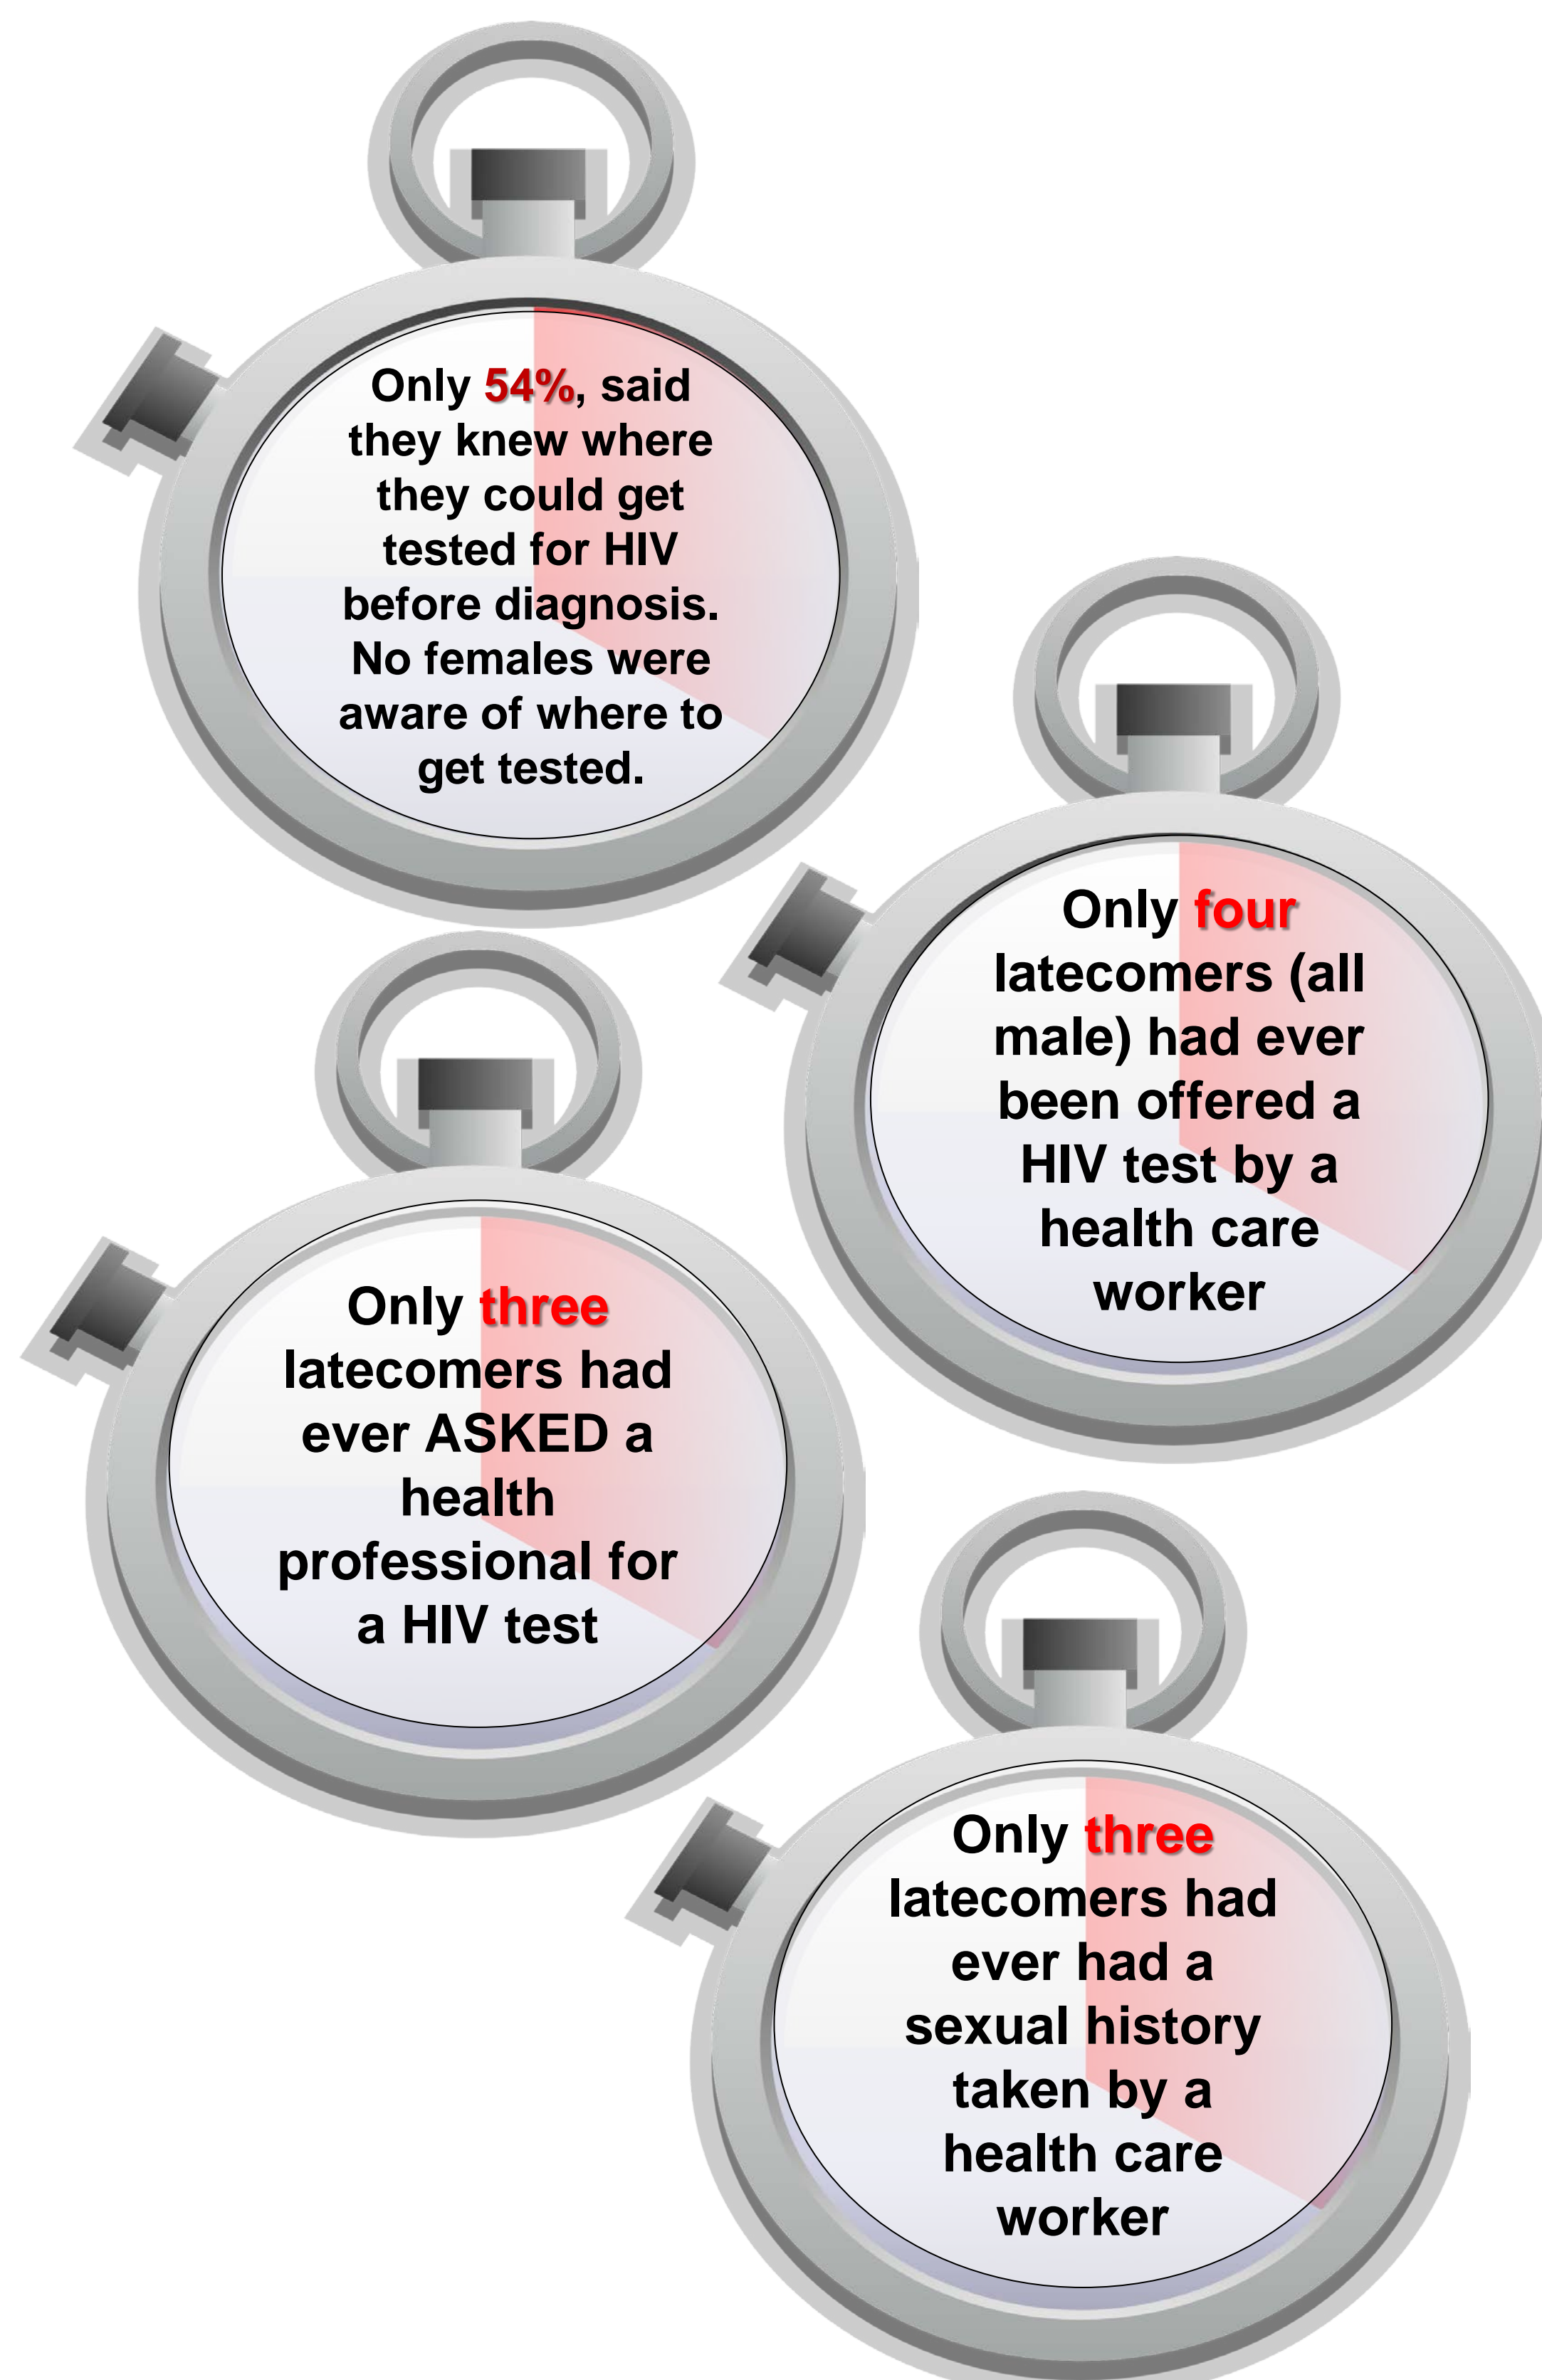 Only 54%, said
they knew where
they could get
tested for HIV
before diagnosis.
No females were
aware of where to
get tested.
Only four
latecomers (all
male) had ever
been offered a
HIV test by a
health care
worker
Only three
latecomers had
ever ASKED a
health
professional for
a HIV test
Only three
latecomers had
ever had a
sexual history
taken by a
health care
worker